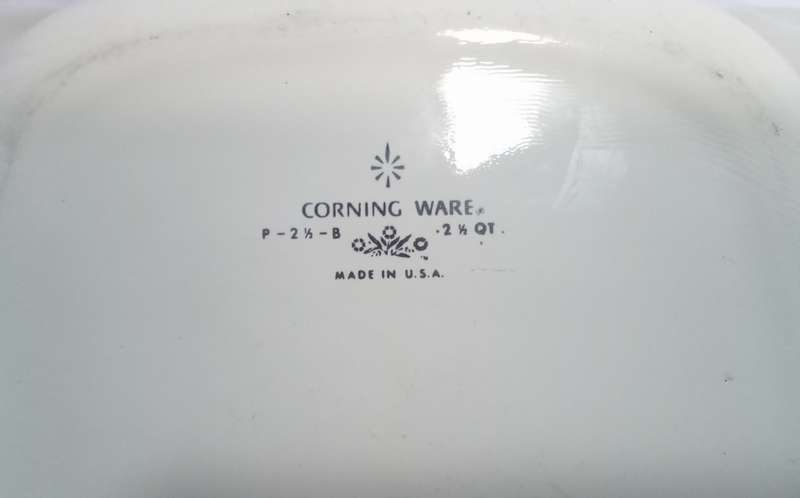 CORNING WARE®
P-2½-B 2½ QT.
MADE IN U.S.A.